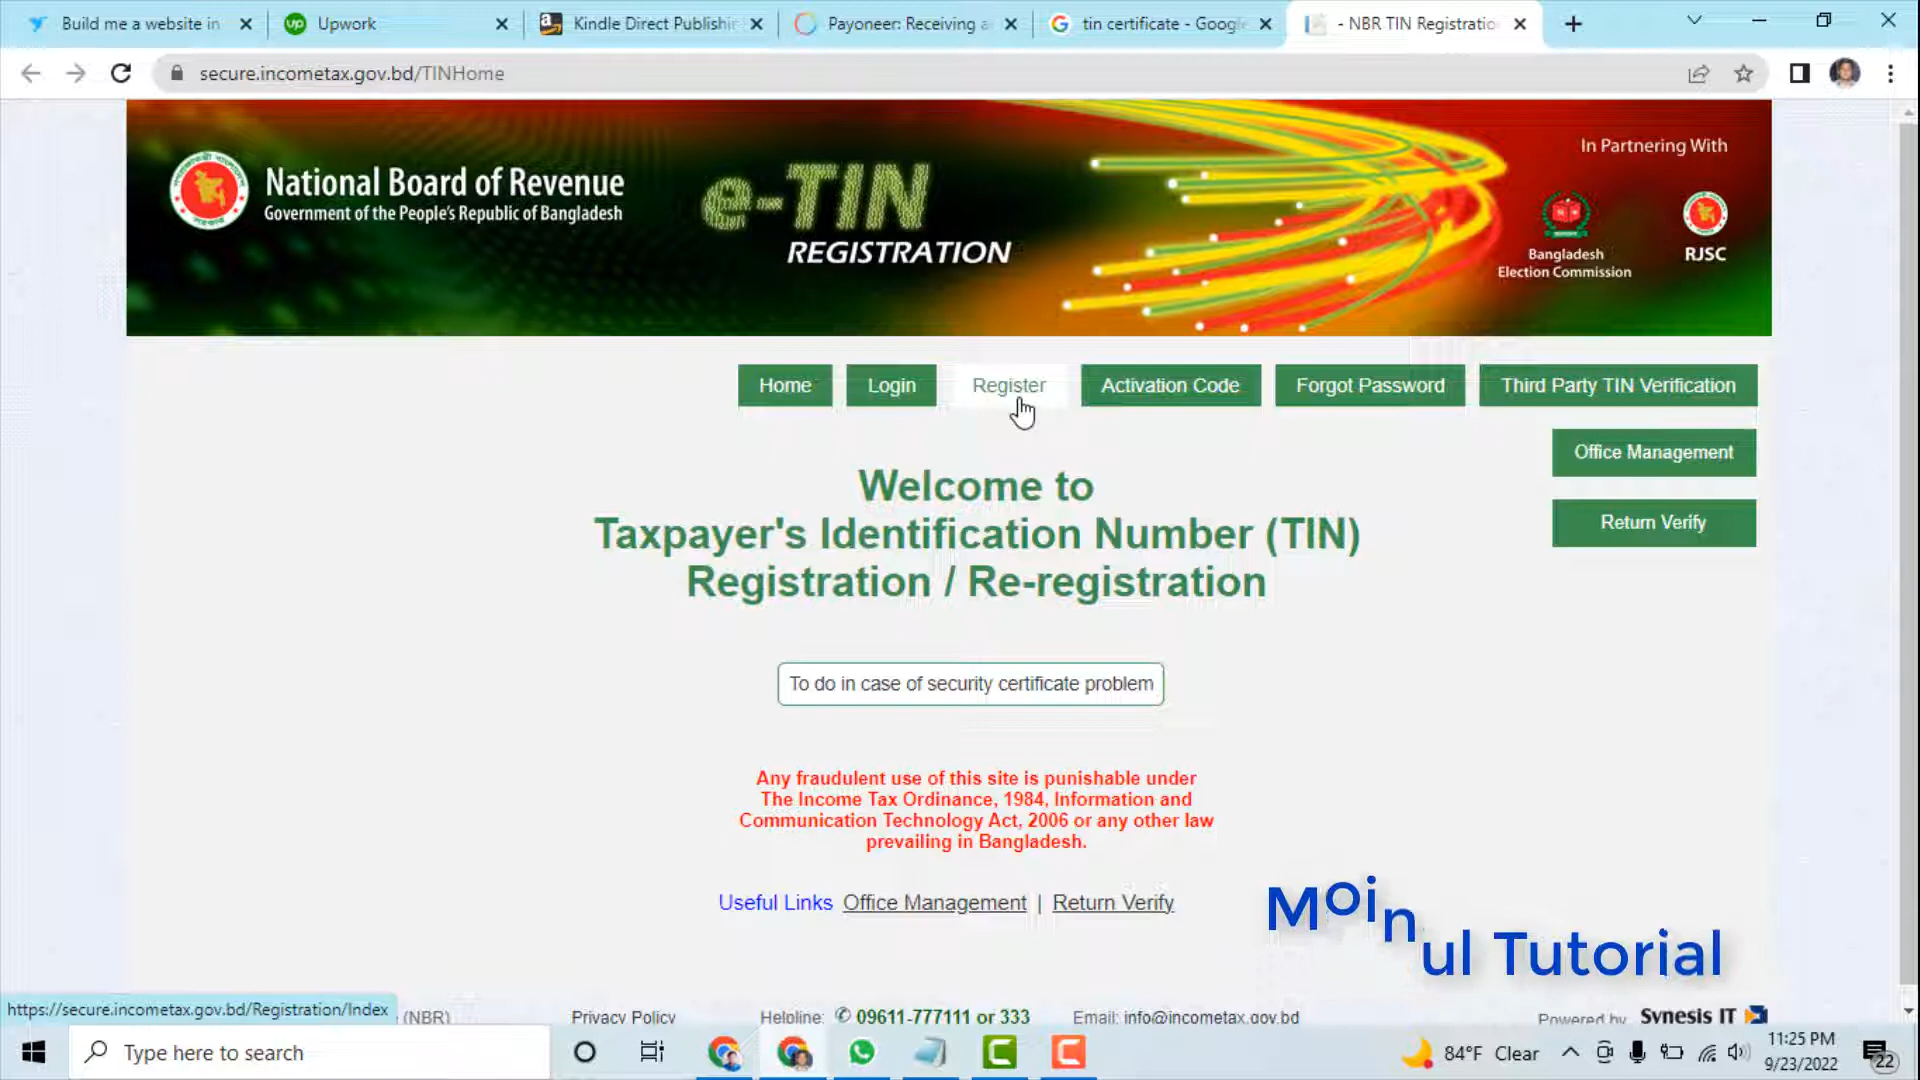 Build me a website in
Upwork
Kindle Direct Publishin
Payoneer: Receiving a
tin certificate - Google
- NBR TIN Registratio
secure.incometax.gov.bd/TINHome
National Board of Revenue
Government of the People's Republic of Bangladesh
e-TIN
REGISTRATION
In Partnering With
Bangladesh
Election Commission
RJSC
Home
Login
Register
Activation Code
Forgot Password
Third Party TIN Verification
Office Management
Return Verify
Welcome to
Taxpayer's Identification Number (TIN)
Registration / Re-registration
To do in case of security certificate problem
Any fraudulent use of this site is punishable under
The Income Tax Ordinance, 1984, Information and
Communication Technology Act, 2006 or any other law
prevailing in Bangladesh.
Useful Links Office Management | Return Verify
Moinul Tutorial
https://secure.incometax.gov.bd/Registration/Index
(NBR)
Privacy Policy
Helpline: 09611-777111 or 333
Email: info@incometax.gov.bd
Powered by Synesis IT
Type here to search
84°F Clear
11:25 PM
9/23/2022
22